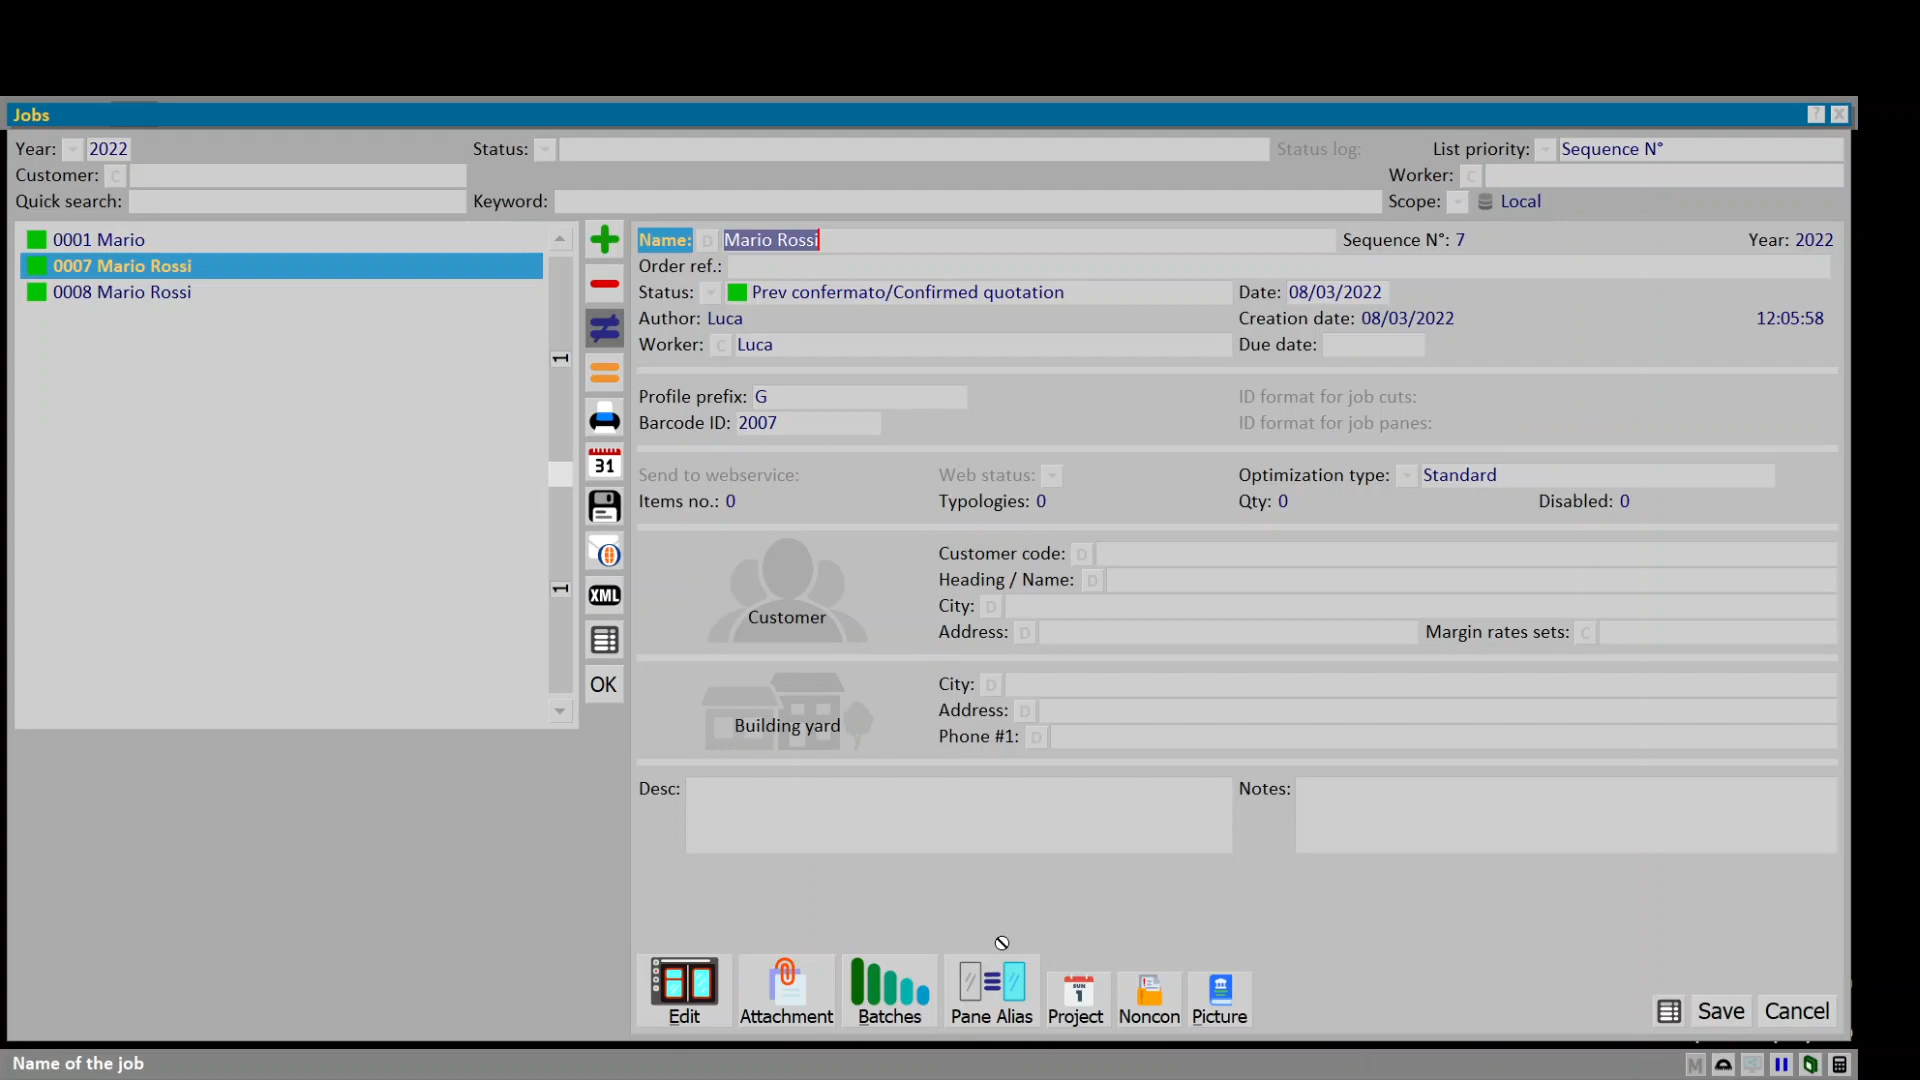 Jobs ? X
Year: 2022 Status: Status log: List priority: Sequence N°
Customer: C Worker: C
Quick search: Keyword: Scope: Local
0001 Mario
0007 Mario Rossi
0008 Mario Rossi
1
1
31
XML
OK
Name: D Mario Rossi Sequence N°: 7 Year: 2022
Order ref.:
Status: Prev confermato/Confirmed quotation Date: 08/03/2022
Author: Luca Creation date: 08/03/2022 12:05:58
Worker: C Luca Due date:
Profile prefix: G ID format for job cuts:
Barcode ID: 2007 ID format for job panes:
Send to webservice: Web status: Optimization type: Standard
Items no.: 0 Typologies: 0 Qty: 0 Disabled: 0
Customer
Customer code: D
Heading / Name: D
City: D
Address: D Margin rates sets: C
Building yard
City: D
Address: D
Phone #1: D
Desc: Notes:
Edit Attachment Batches Pane Alias SUN 1 Project Noncon Picture Save Cancel
Name of the job M